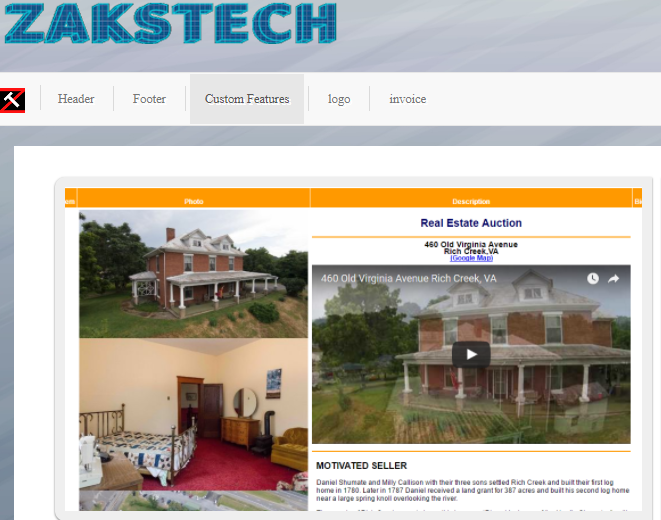 ZAKSTECH
Header Footer Custom Features logo invoice
Photo Description
Real Estate Auction
460 Old Virginia Avenue
Rich Creek,VA
(Google Map)
460 Old Virginia Avenue Rich Creek, VA
MOTIVATED SELLER
Daniel Shumate and Milly Callison with their three sons settled Rich Creek and built their first log
home in 1780. Later in 1787 Daniel received a land grant for 387 acres and built his second log home
near a large spring knoll overlooking the river.